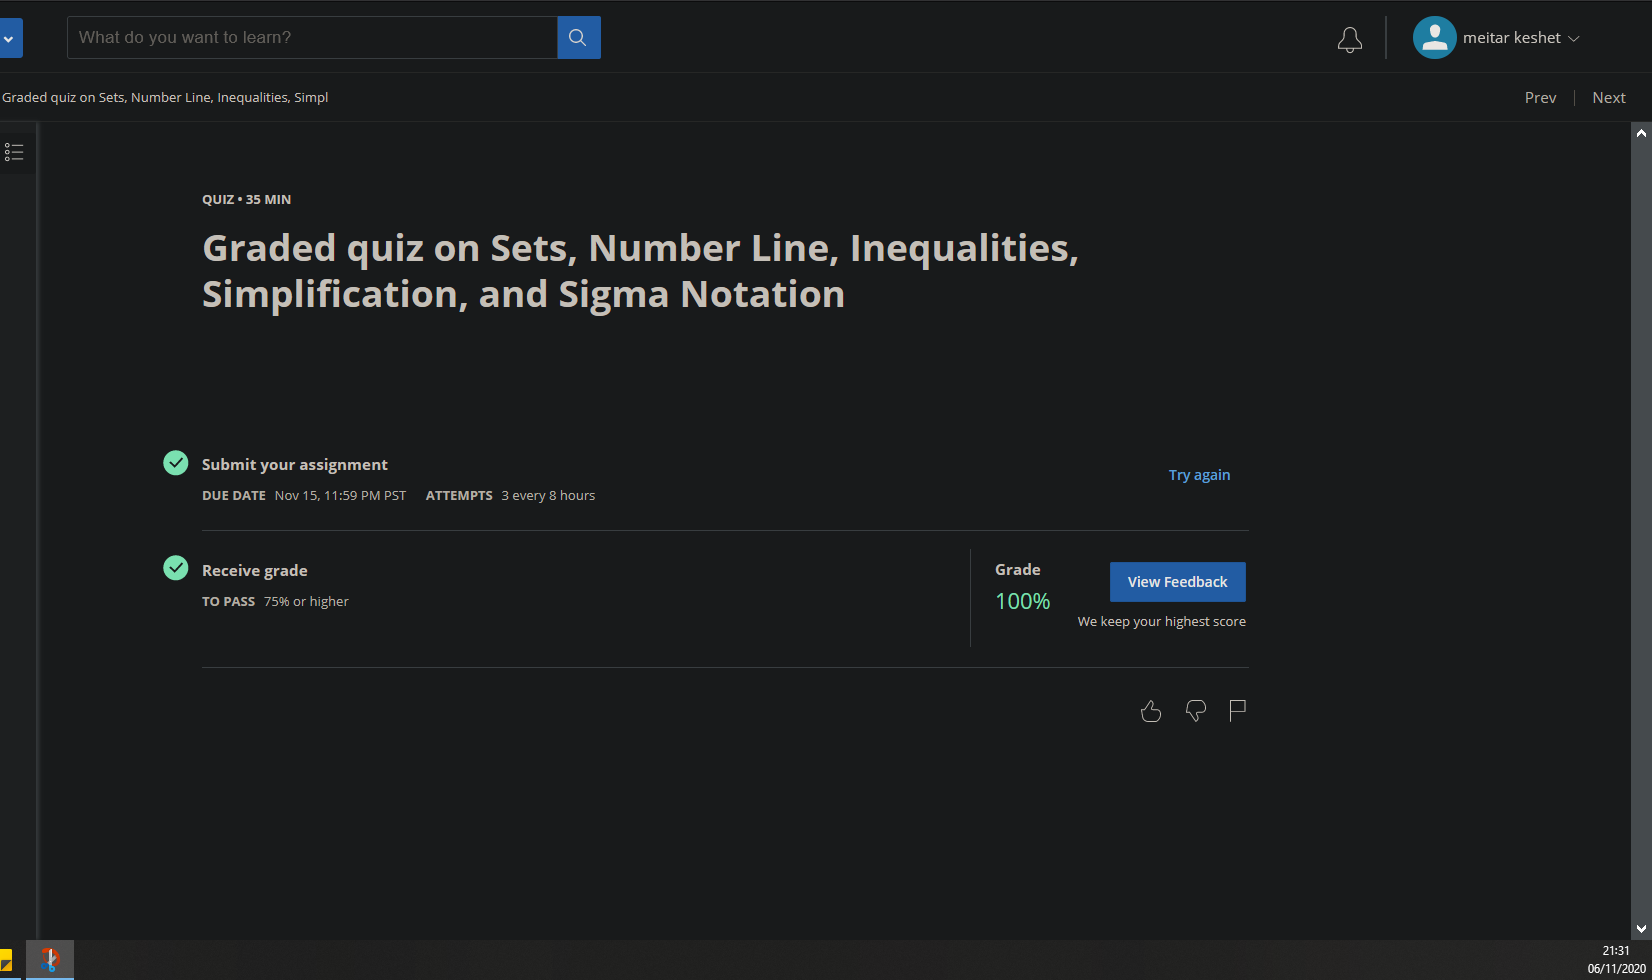 What do you want to learn?
meitar keshet
Graded quiz on Sets, Number Line, Inequalities, Simpl
Prev
Next
QUIZ • 35 MIN
Graded quiz on Sets, Number Line, Inequalities,
Simplification, and Sigma Notation
Submit your assignment
Try again
DUE DATE Nov 15, 11:59 PM PST ATTEMPTS 3 every 8 hours
Receive grade
Grade
View Feedback
TO PASS 75% or higher
100%
We keep your highest score
21:31
06/11/2020